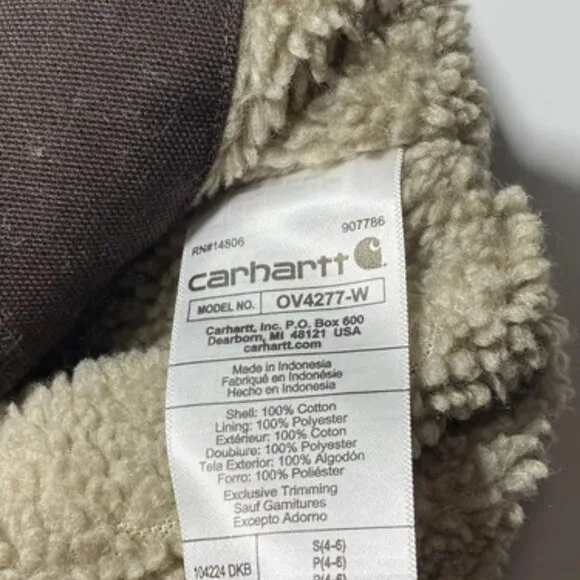 RN#14806 907786
carhartt
MODEL NO. OV4277-W
Carhartt, Inc. P.O. Box 600
Dearborn, MI 48121 USA
carhartt.com
Made in Indonesia
Fabriqué en Indonésie
Hecho en Indonesia
Shell: 100% Cotton
Lining: 100% Polyester
Extérieur: 100% Coton
Doublure: 100% Polyester
Tela Exterior: 100% Algodón
Forro: 100% Poliéster
Exclusive Trimming
Sauf Garnitures
Excepto Adorno
S(4-6)
104224 DKB P(4-6)